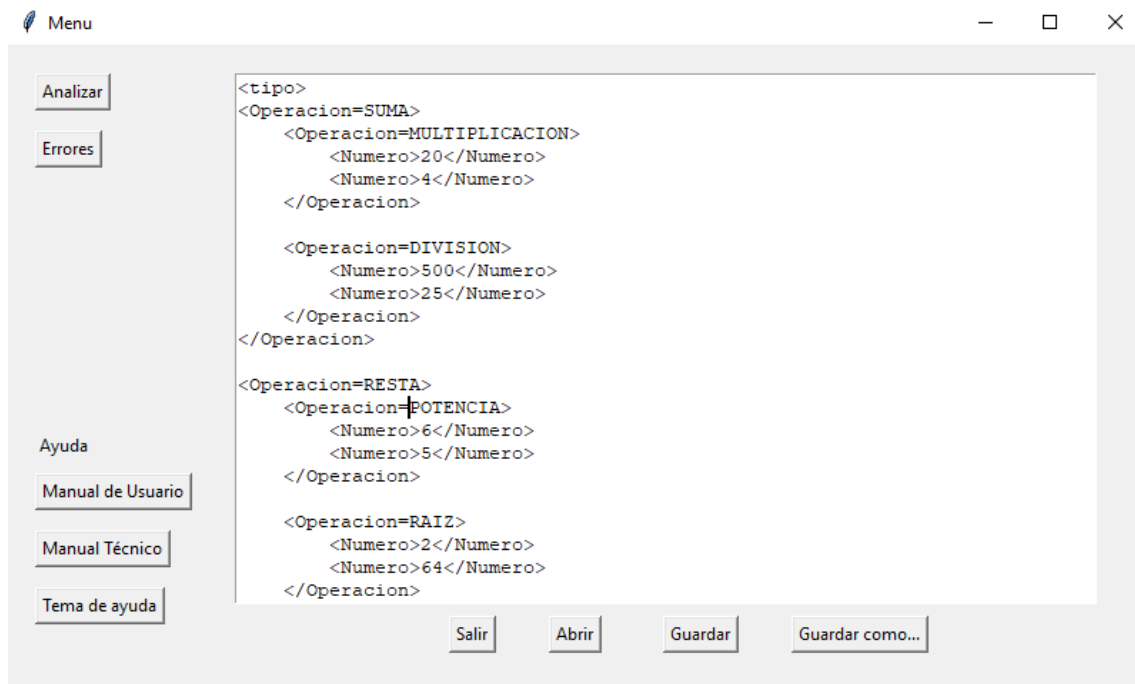 Menu
Analizar
Errores
<tipo>
<Operacion=SUMA>
    <Operacion=MULTIPLICACION>
        <Numero>20</Numero>
        <Numero>4</Numero>
    </Operacion>

    <Operacion=DIVISION>
        <Numero>500</Numero>
        <Numero>25</Numero>
    </Operacion>
</Operacion>

<Operacion=RESTA>
    <Operacion=POTENCIA>
        <Numero>6</Numero>
        <Numero>5</Numero>
    </Operacion>

    <Operacion=RAIZ>
        <Numero>2</Numero>
        <Numero>64</Numero>
    </Operacion>
Ayuda
Manual de Usuario
Manual Técnico
Tema de ayuda
Salir
Abrir
Guardar
Guardar como...